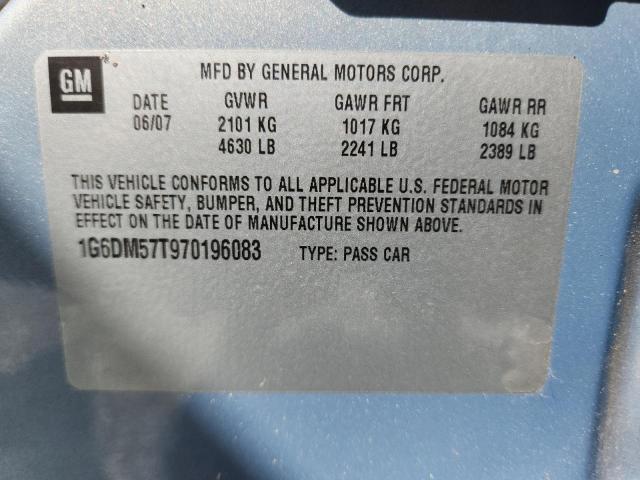 GM
MFD BY GENERAL MOTORS CORP.
DATE GVWR GAWR FRT GAWR RR
06/07 2101 KG 1017 KG 1084 KG
4630 LB 2241 LB 2389 LB
THIS VEHICLE CONFORMS TO ALL APPLICABLE U.S. FEDERAL MOTOR
VEHICLE SAFETY, BUMPER, AND THEFT PREVENTION STANDARDS IN
EFFECT ON THE DATE OF MANUFACTURE SHOWN ABOVE.
1G6DM57T970196083 TYPE: PASS CAR